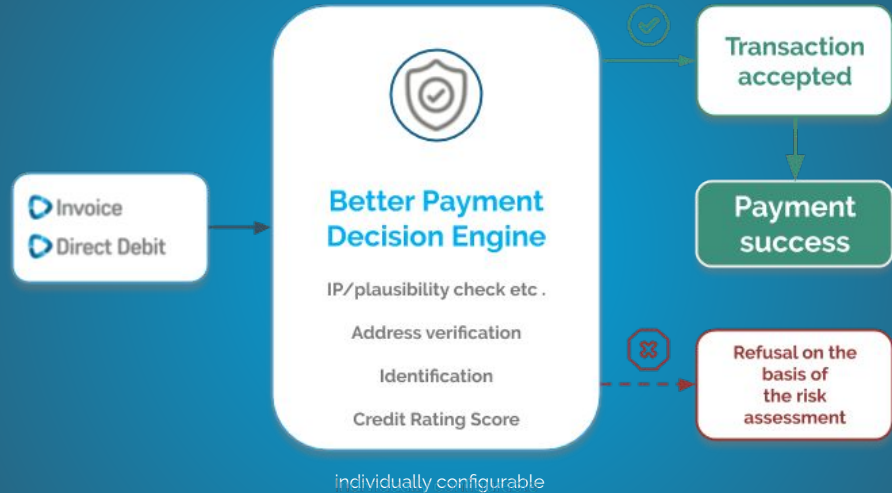 Invoice
Direct Debit
Better Payment
Decision Engine
IP/plausibility check etc .
Address verification
Identification
Credit Rating Score
individually configurable
Transaction
accepted
Payment
success
Refusal on the
basis of
the risk
assessment